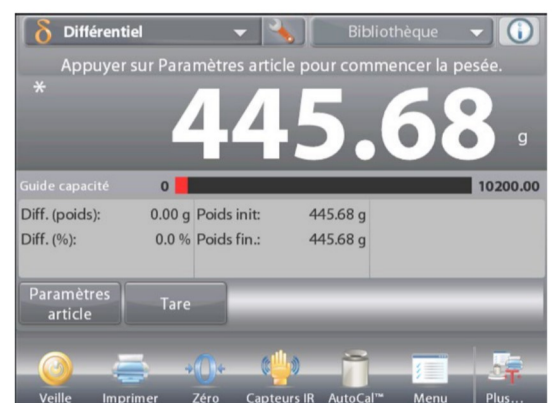 δ Différentiel Bibliothèque
Appuyer sur Paramètres article pour commencer la pesée.
* 445.68 g
Guide capacité 0 10200.00
Diff. (poids): 0.00 g Poids init: 445.68 g
Diff. (%): 0.0 % Poids fin.: 445.68 g
Paramètres
article
Tare
Veille Imprimer Zéro Capteurs IR AutoCal™ Menu Plus...